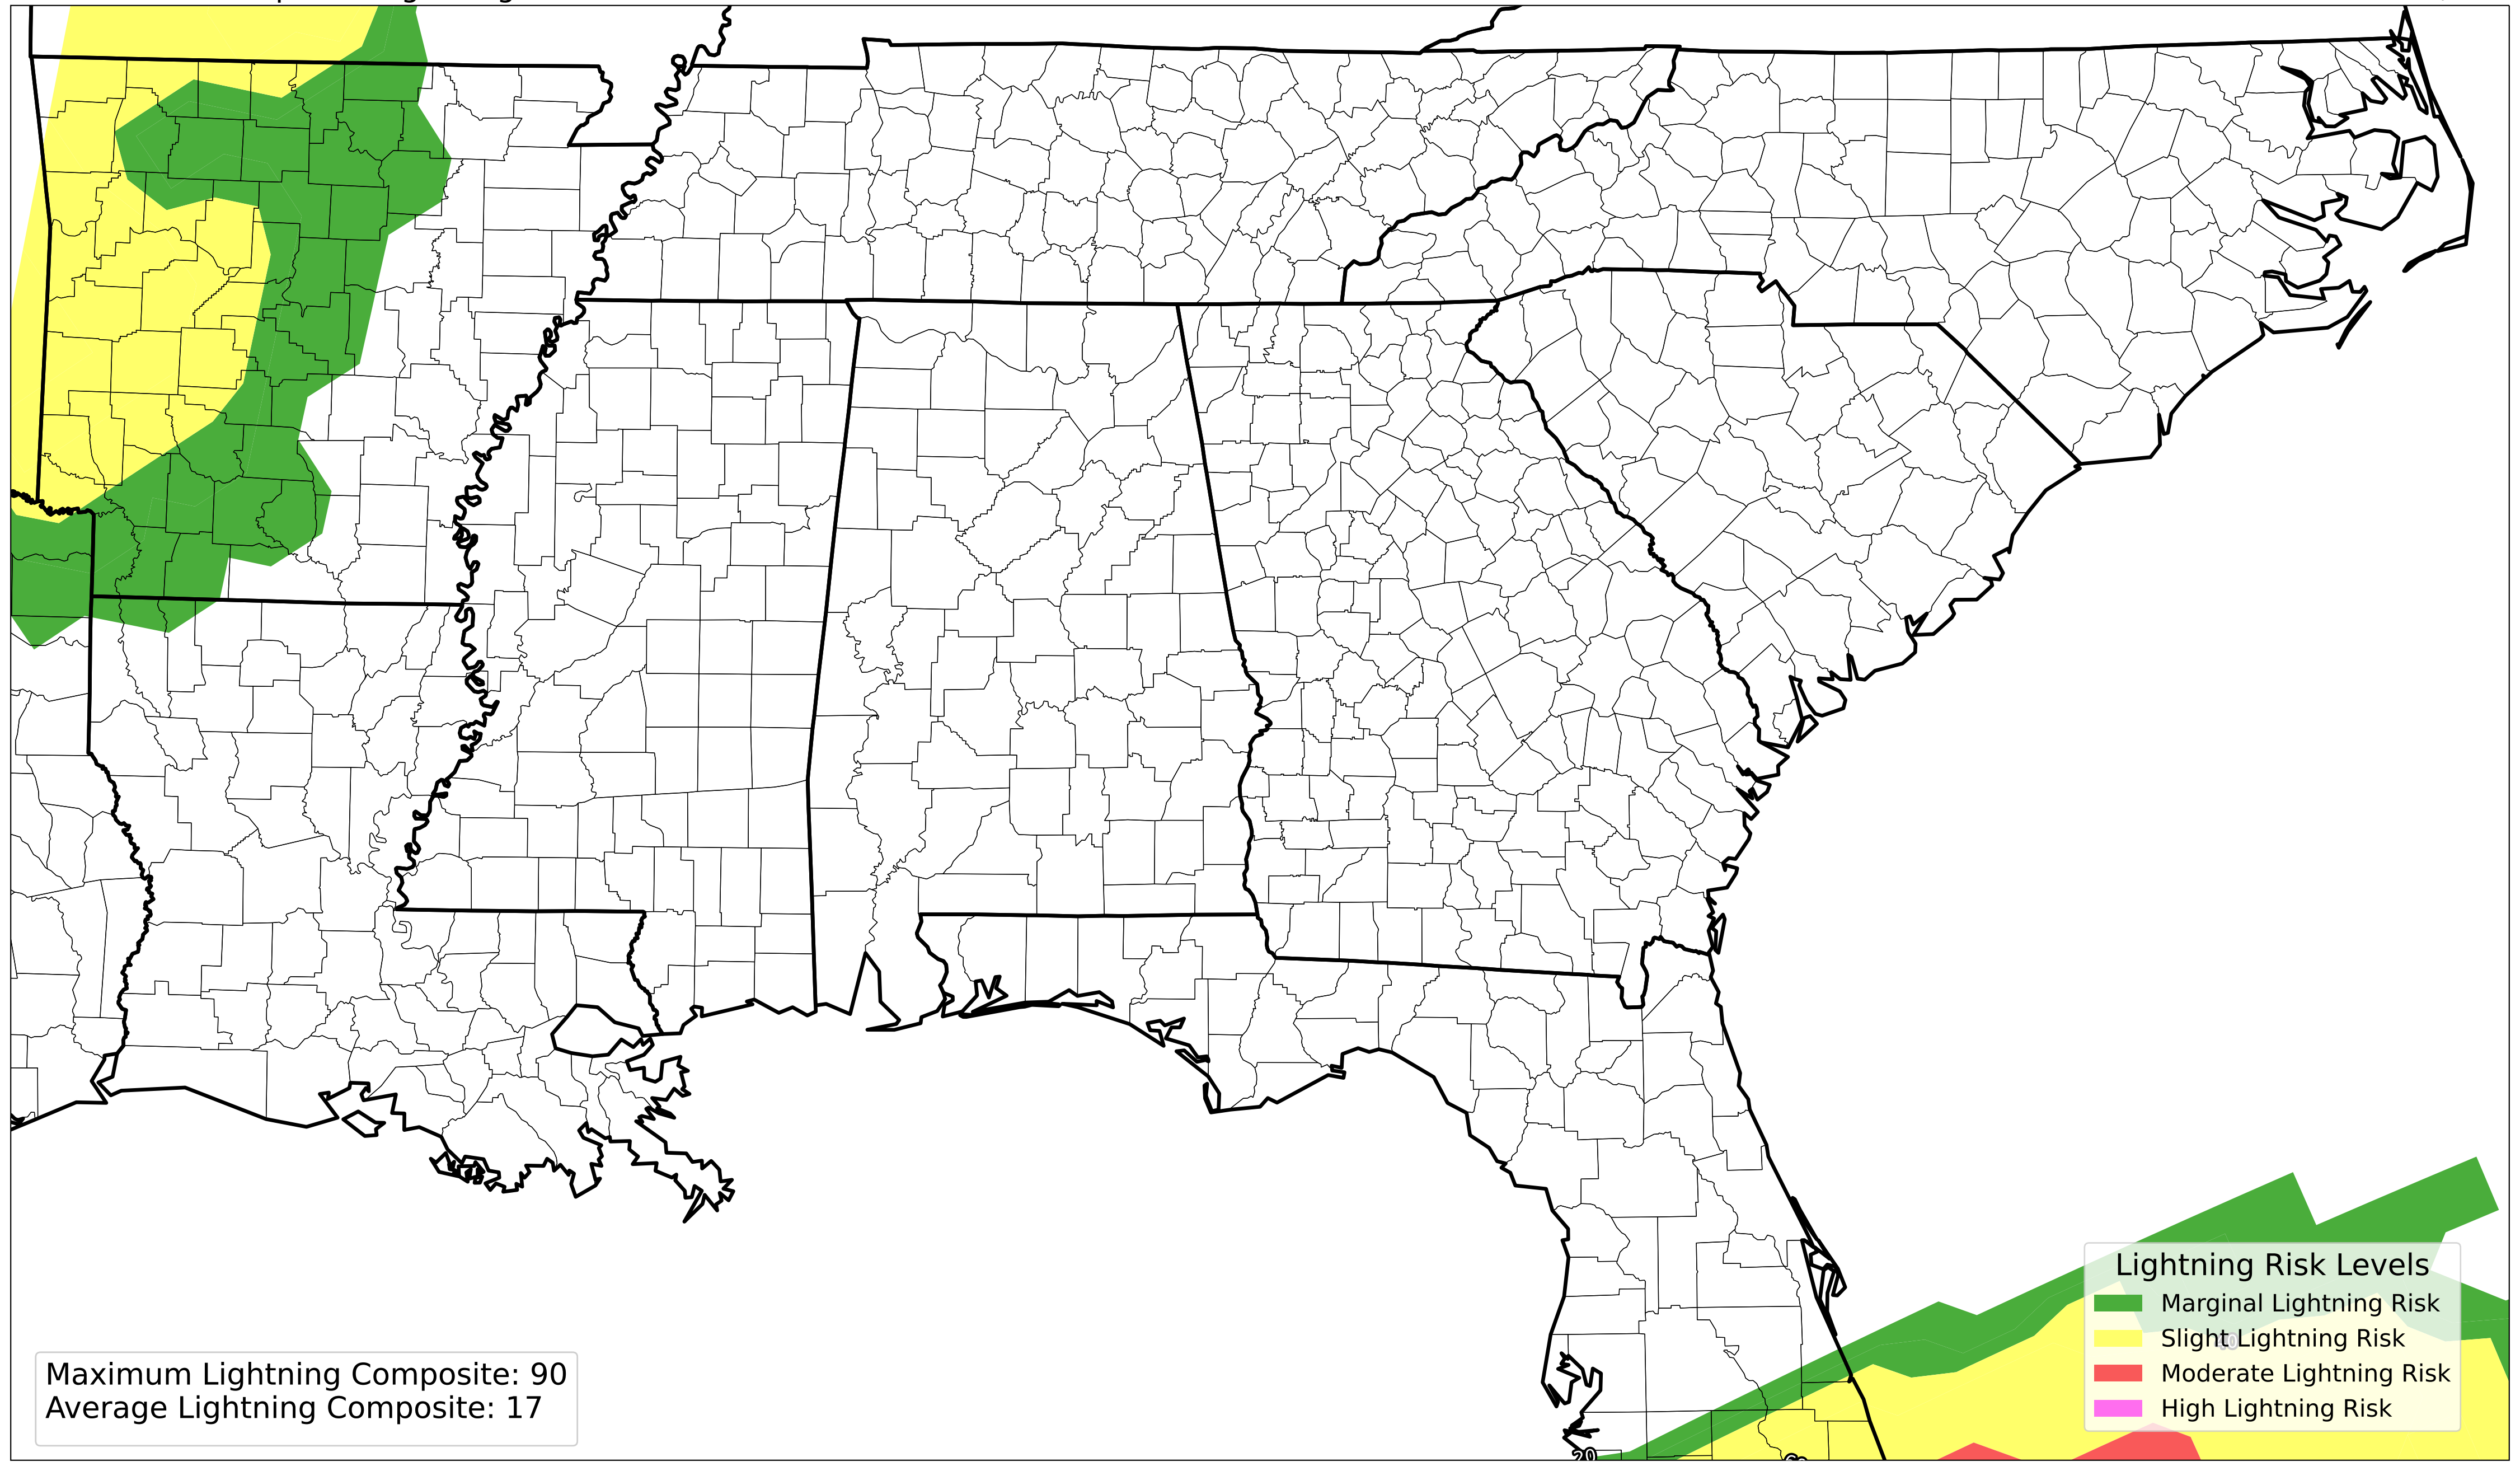 Maximum Lightning Composite: 90
Average Lightning Composite: 17
Lightning Risk Levels
Marginal Lightning Risk
Slight Lightning Risk
Moderate Lightning Risk
High Lightning Risk
20